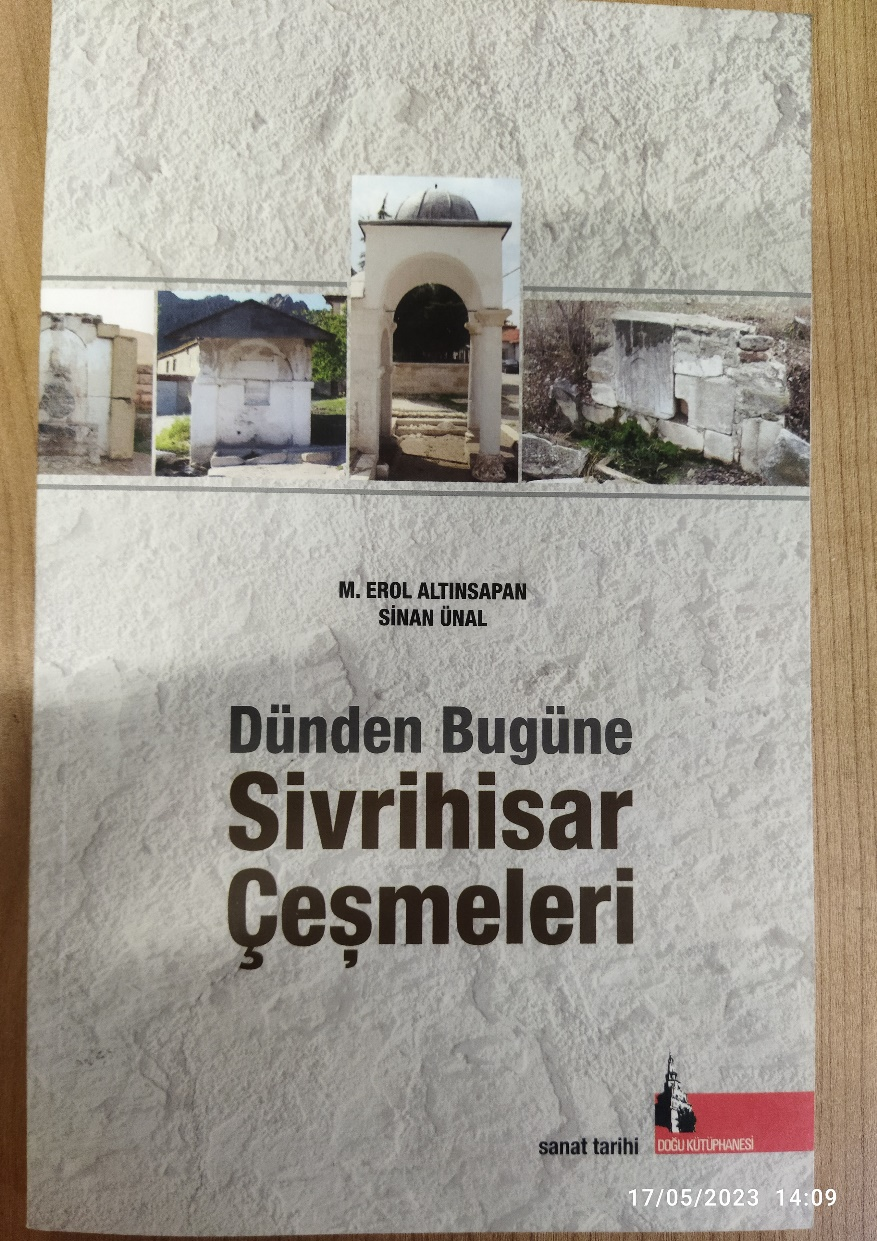 M. EROL ALTINSAPAN
SİNAN ÜNAL
Dünden Bugüne
Sivrihisar
Çeşmeleri
sanat tarihi
DOĞU KÜTÜPHANESİ
17/05/2023 14:09